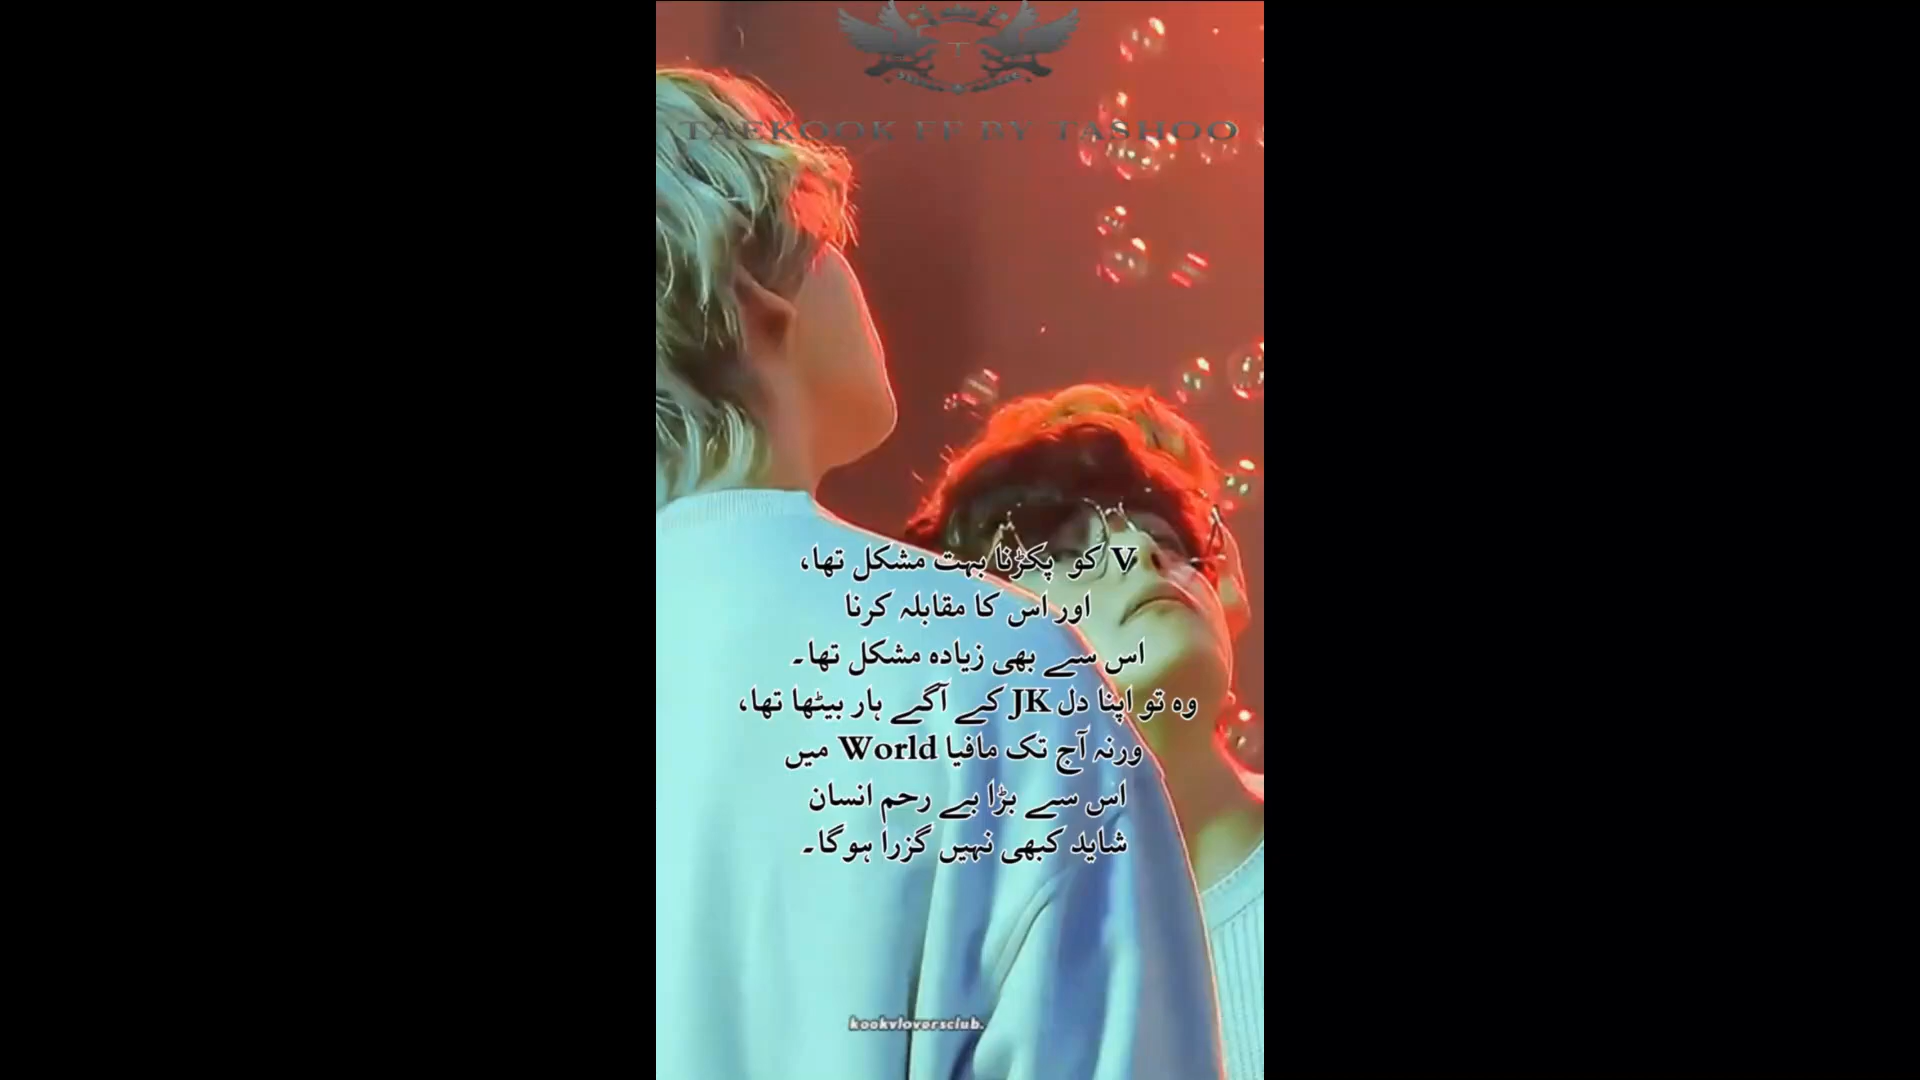 TAEKOOK FF BY TASHOO
V کو پکڑنا بہت مشکل تھا،
اور اس کا مقابلہ کرنا
اس سے بھی زیادہ مشکل تھا۔
وہ تو اپنا دل JK کے آگے ہار بیٹھا تھا،
ورنہ آج تک مافیا World میں
اس سے بڑا بے رحم انسان
شاید کبھی نہیں گزرا ہوگا۔
kookvloversclub.